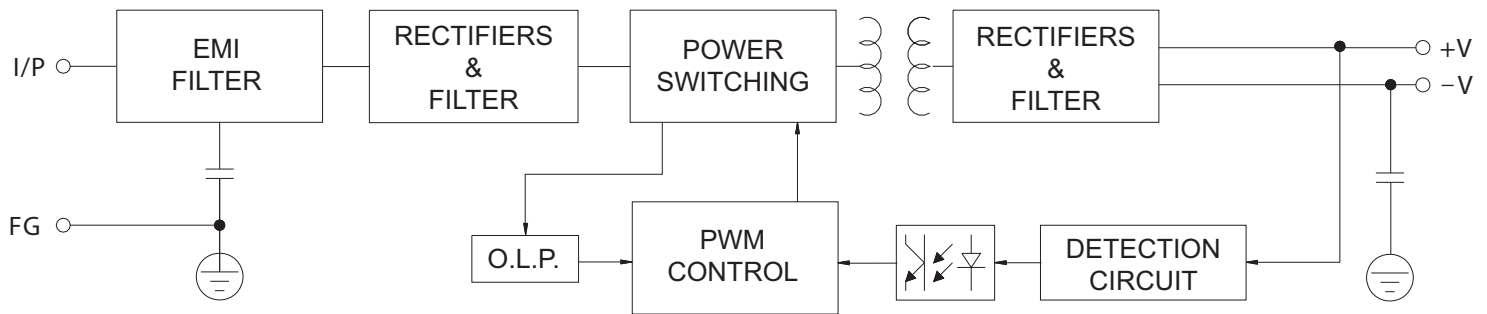 I/P
EMI
FILTER
RECTIFIERS
&
FILTER
POWER
SWITCHING
RECTIFIERS
&
FILTER
+V
−V
FG
O.L.P.
PWM
CONTROL
DETECTION
CIRCUIT